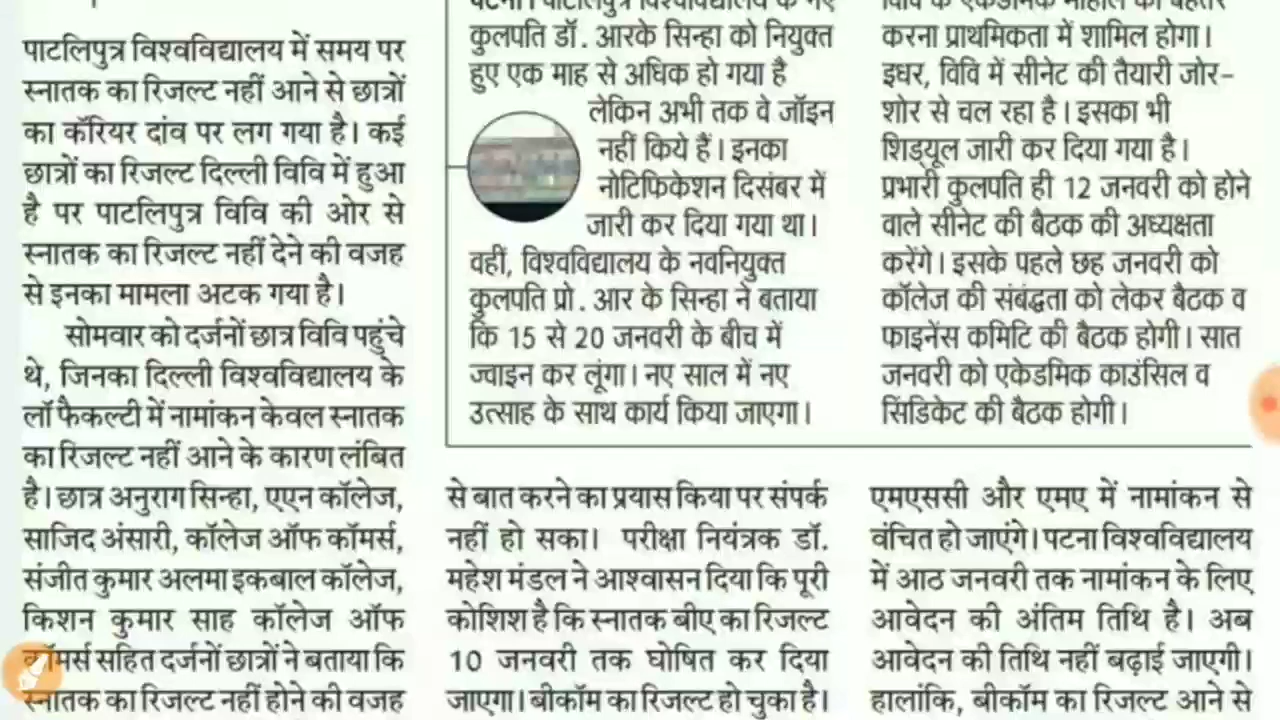 पाटलिपुत्र विश्वविद्यालय में समय पर
स्नातक का रिजल्ट नहीं आने से छात्रों
का कॅरियर दांव पर लग गया है। कई
छात्रों का रिजल्ट दिल्ली विवि में हुआ
है पर पाटलिपुत्र विवि की ओर से
स्नातक का रिजल्ट नहीं देने की वजह
से इनका मामला अटक गया है।
सोमवार को दर्जनों छात्र विवि पहुंचे
थे, जिनका दिल्ली विश्वविद्यालय के
लॉ फैकल्टी में नामांकन केवल स्नातक
का रिजल्ट नहीं आने के कारण लंबित
है। छात्र अनुराग सिन्हा, एएन कॉलेज,
साजिद अंसारी, कॉलेज ऑफ कॉमर्स,
संजीत कुमार अलमा इकबाल कॉलेज,
किशन कुमार साह कॉलेज ऑफ
कॉमर्स सहित दर्जनों छात्रों ने बताया कि
स्नातक का रिजल्ट नहीं होने की वजह
पटना। पाटलिपुत्र विश्वविद्यालय के नए
कुलपति डॉ. आरके सिन्हा को नियुक्त
हुए एक माह से अधिक हो गया है
लेकिन अभी तक वे जॉइन
नहीं किये हैं। इनका
नोटिफिकेशन दिसंबर में
जारी कर दिया गया था।
वहीं, विश्वविद्यालय के नवनियुक्त
कुलपति प्रो. आर के सिन्हा ने बताया
कि 15 से 20 जनवरी के बीच में
ज्वाइन कर लूंगा। नए साल में नए
उत्साह के साथ कार्य किया जाएगा।
विवि के एकेडमिक माहौल को बेहतर
करना प्राथमिकता में शामिल होगा।
इधर, विवि में सीनेट की तैयारी जोर-
शोर से चल रहा है। इसका भी
शिड्यूल जारी कर दिया गया है।
प्रभारी कुलपति ही 12 जनवरी को होने
वाले सीनेट की बैठक की अध्यक्षता
करेंगे। इसके पहले छह जनवरी को
कॉलेज की संबंद्धता को लेकर बैठक व
फाइनेंस कमिटि की बैठक होगी। सात
जनवरी को एकेडमिक काउंसिल व
सिंडिकेट की बैठक होगी।
से बात करने का प्रयास किया पर संपर्क
नहीं हो सका। परीक्षा नियंत्रक डॉ.
महेश मंडल ने आश्वासन दिया कि पूरी
कोशिश है कि स्नातक बीए का रिजल्ट
10 जनवरी तक घोषित कर दिया
जाएगा। बीकॉम का रिजल्ट हो चुका है।
एमएससी और एमए में नामांकन से
वंचित हो जाएंगे। पटना विश्वविद्यालय
में आठ जनवरी तक नामांकन के लिए
आवेदन की अंतिम तिथि है। अब
आवेदन की तिथि नहीं बढ़ाई जाएगी।
हालांकि, बीकॉम का रिजल्ट आने से